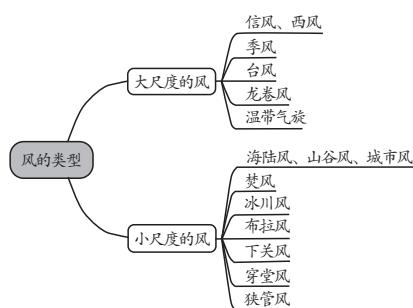 信风、西风
季风
台风
大尺度的风
龙卷风
温带气旋
风的类型
海陆风、山谷风、城市风
焚风
冰川风
布拉风
小尺度的风
下关风
穿堂风
狭管风